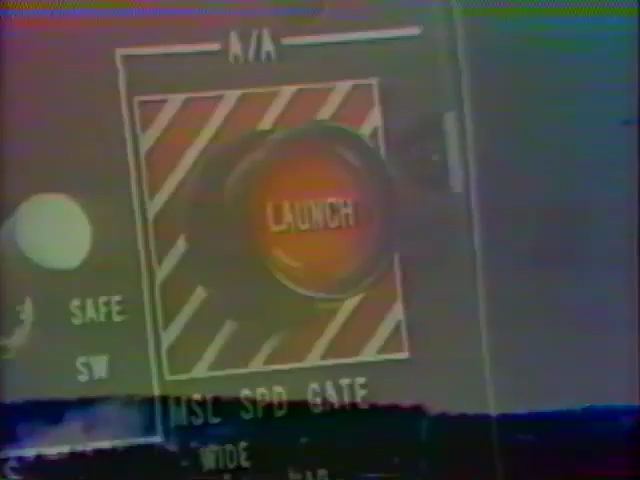 A/A
LAUNCH
SAFE
SW
MSL SPD GATE
WIDE